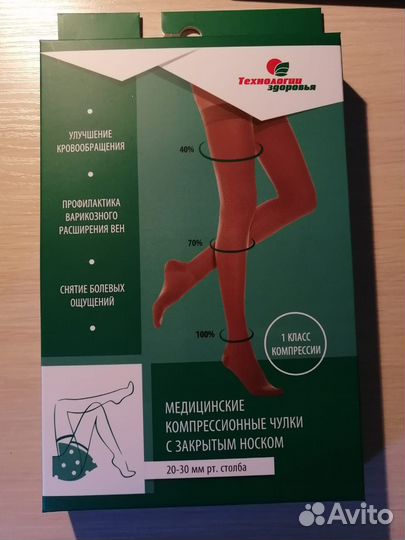 Технологии
здоровья
УЛУЧШЕНИЕ
КРОВООБРАЩЕНИЯ
ПРОФИЛАКТИКА
ВАРИКОЗНОГО
РАСШИРЕНИЯ ВЕН
СНЯТИЕ БОЛЕВЫХ
ОЩУЩЕНИЙ
40%
70%
100%
1 КЛАСС
КОМПРЕССИИ
МЕДИЦИНСКИЕ
КОМПРЕССИОННЫЕ ЧУЛКИ
С ЗАКРЫТЫМ НОСКОМ
20-30 мм рт. столба
Avito